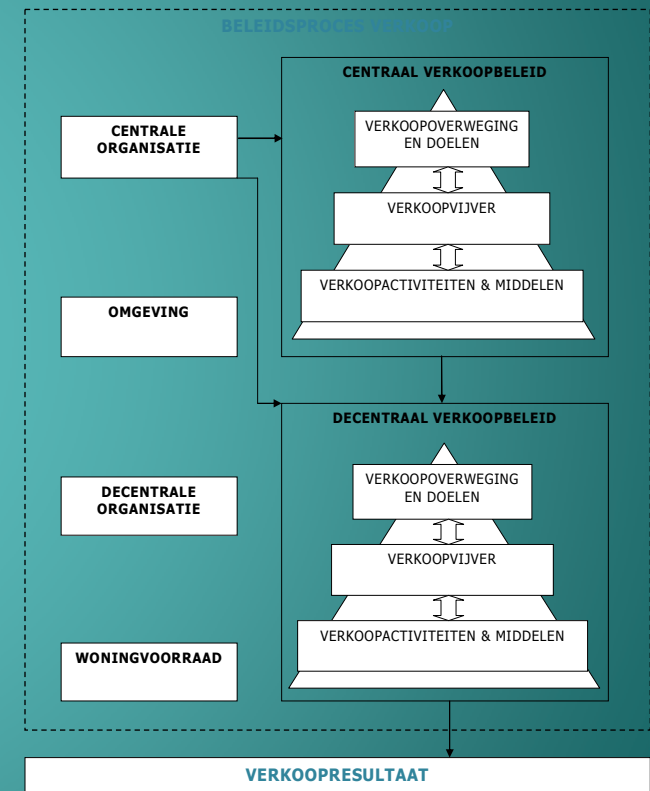 BELEIDSPROCES VERKOOP
CENTRAAL VERKOOPBELEID
VERKOOPOVERWEGING
EN DOELEN
VERKOOPVIJVER
VERKOOPACTIVITEITEN & MIDDELEN
CENTRALE
ORGANISATIE
OMGEVING
DECENTRAAL VERKOOPBELEID
VERKOOPOVERWEGING
EN DOELEN
VERKOOPVIJVER
VERKOOPACTIVITEITEN & MIDDELEN
DECENTRALE
ORGANISATIE
WONINGVOORRAAD
VERKOOPRESULTAAT